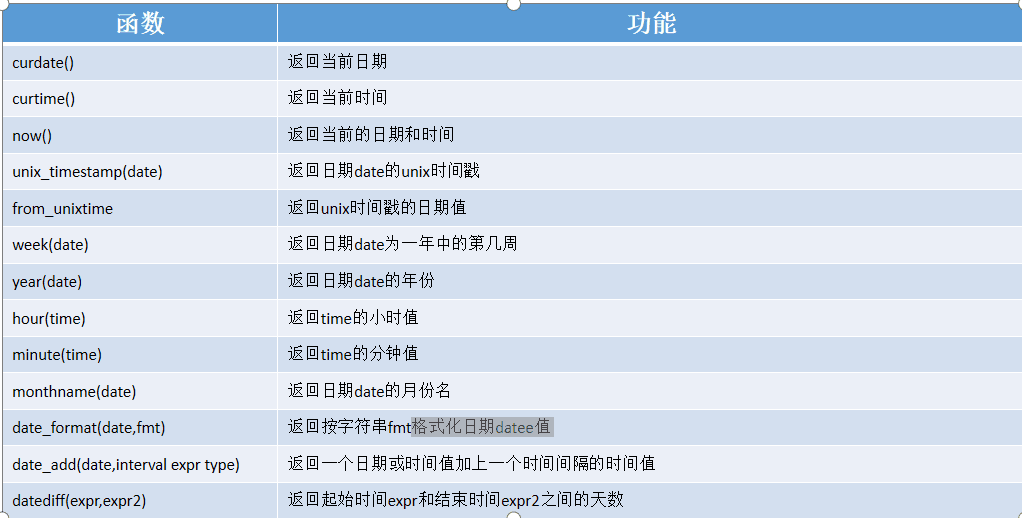 函数 功能
curdate() 返回当前日期
curtime() 返回当前时间
now() 返回当前的日期和时间
unix_timestamp(date) 返回日期date的unix时间戳
from_unixtime 返回unix时间戳的日期值
week(date) 返回日期date为一年中的第几周
year(date) 返回日期date的年份
hour(time) 返回time的小时值
minute(time) 返回time的分钟值
monthname(date) 返回日期date的月份名
date_format(date,fmt) 返回按字符串fmt格式化日期datee值
date_add(date,interval expr type) 返回一个日期或时间值加上一个时间间隔的时间值
datediff(expr,expr2) 返回起始时间expr和结束时间expr2之间的天数